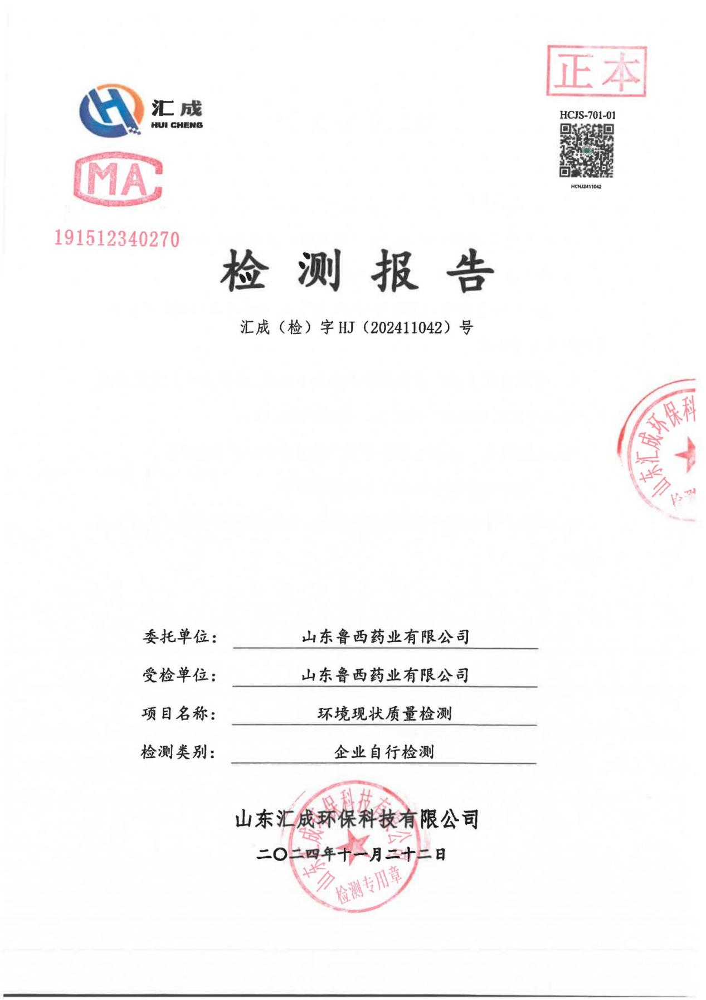 正本
汇成
HUI CHENG
HCJS-701-01
MA
HCHJ2411042
191512340270
检测报告
汇成（检）字HJ（202411042）号
山东汇成环保科
检测
委托单位： 山东鲁西药业有限公司
受检单位： 山东鲁西药业有限公司
项目名称： 环境现状质量检测
检测类别： 企业自行检测
山东汇成环保科技有限公司
二〇二四年十一月二十二日
山东汇成环保科技有限公司
检测专用章